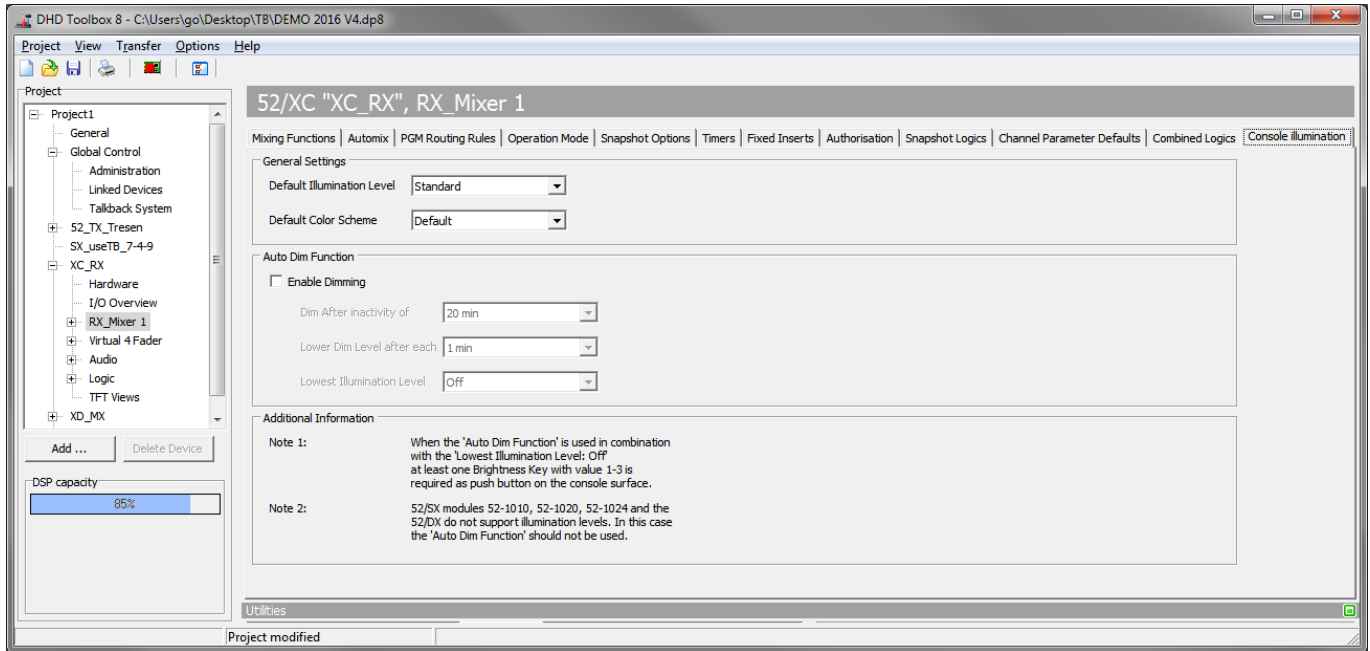 DHD Toolbox 8 - C:\Users\go\Desktop\TB\DEMO 2016 V4.dp8
Project View Transfer Options Help
Project
Project1
General
Global Control
Administration
Linked Devices
Talkback System
52_TX_Tresen
SX_useTB_7-4-9
XC_RX
Hardware
I/O Overview
RX_Mixer 1
Virtual 4 Fader
Audio
Logic
TFT Views
XD_MX
Add ... Delete Device
DSP capacity
85%
52/XC "XC_RX", RX_Mixer 1
Mixing Functions Automix PGM Routing Rules Operation Mode Snapshot Options Timers Fixed Inserts Authorisation Snapshot Logics Channel Parameter Defaults Combined Logics Console illumination
General Settings
Default Illumination Level Standard
Default Color Scheme Default
Auto Dim Function
Enable Dimming
Dim After inactivity of 20 min
Lower Dim Level after each 1 min
Lowest Illumination Level Off
Additional Information
Note 1: When the 'Auto Dim Function' is used in combination
with the 'Lowest Illumination Level: Off'
at least one Brightness Key with value 1-3 is
required as push button on the console surface.
Note 2: 52/SX modules 52-1010, 52-1020, 52-1024 and the
52/DX do not support illumination levels. In this case
the 'Auto Dim Function' should not be used.
Utilities
Project modified